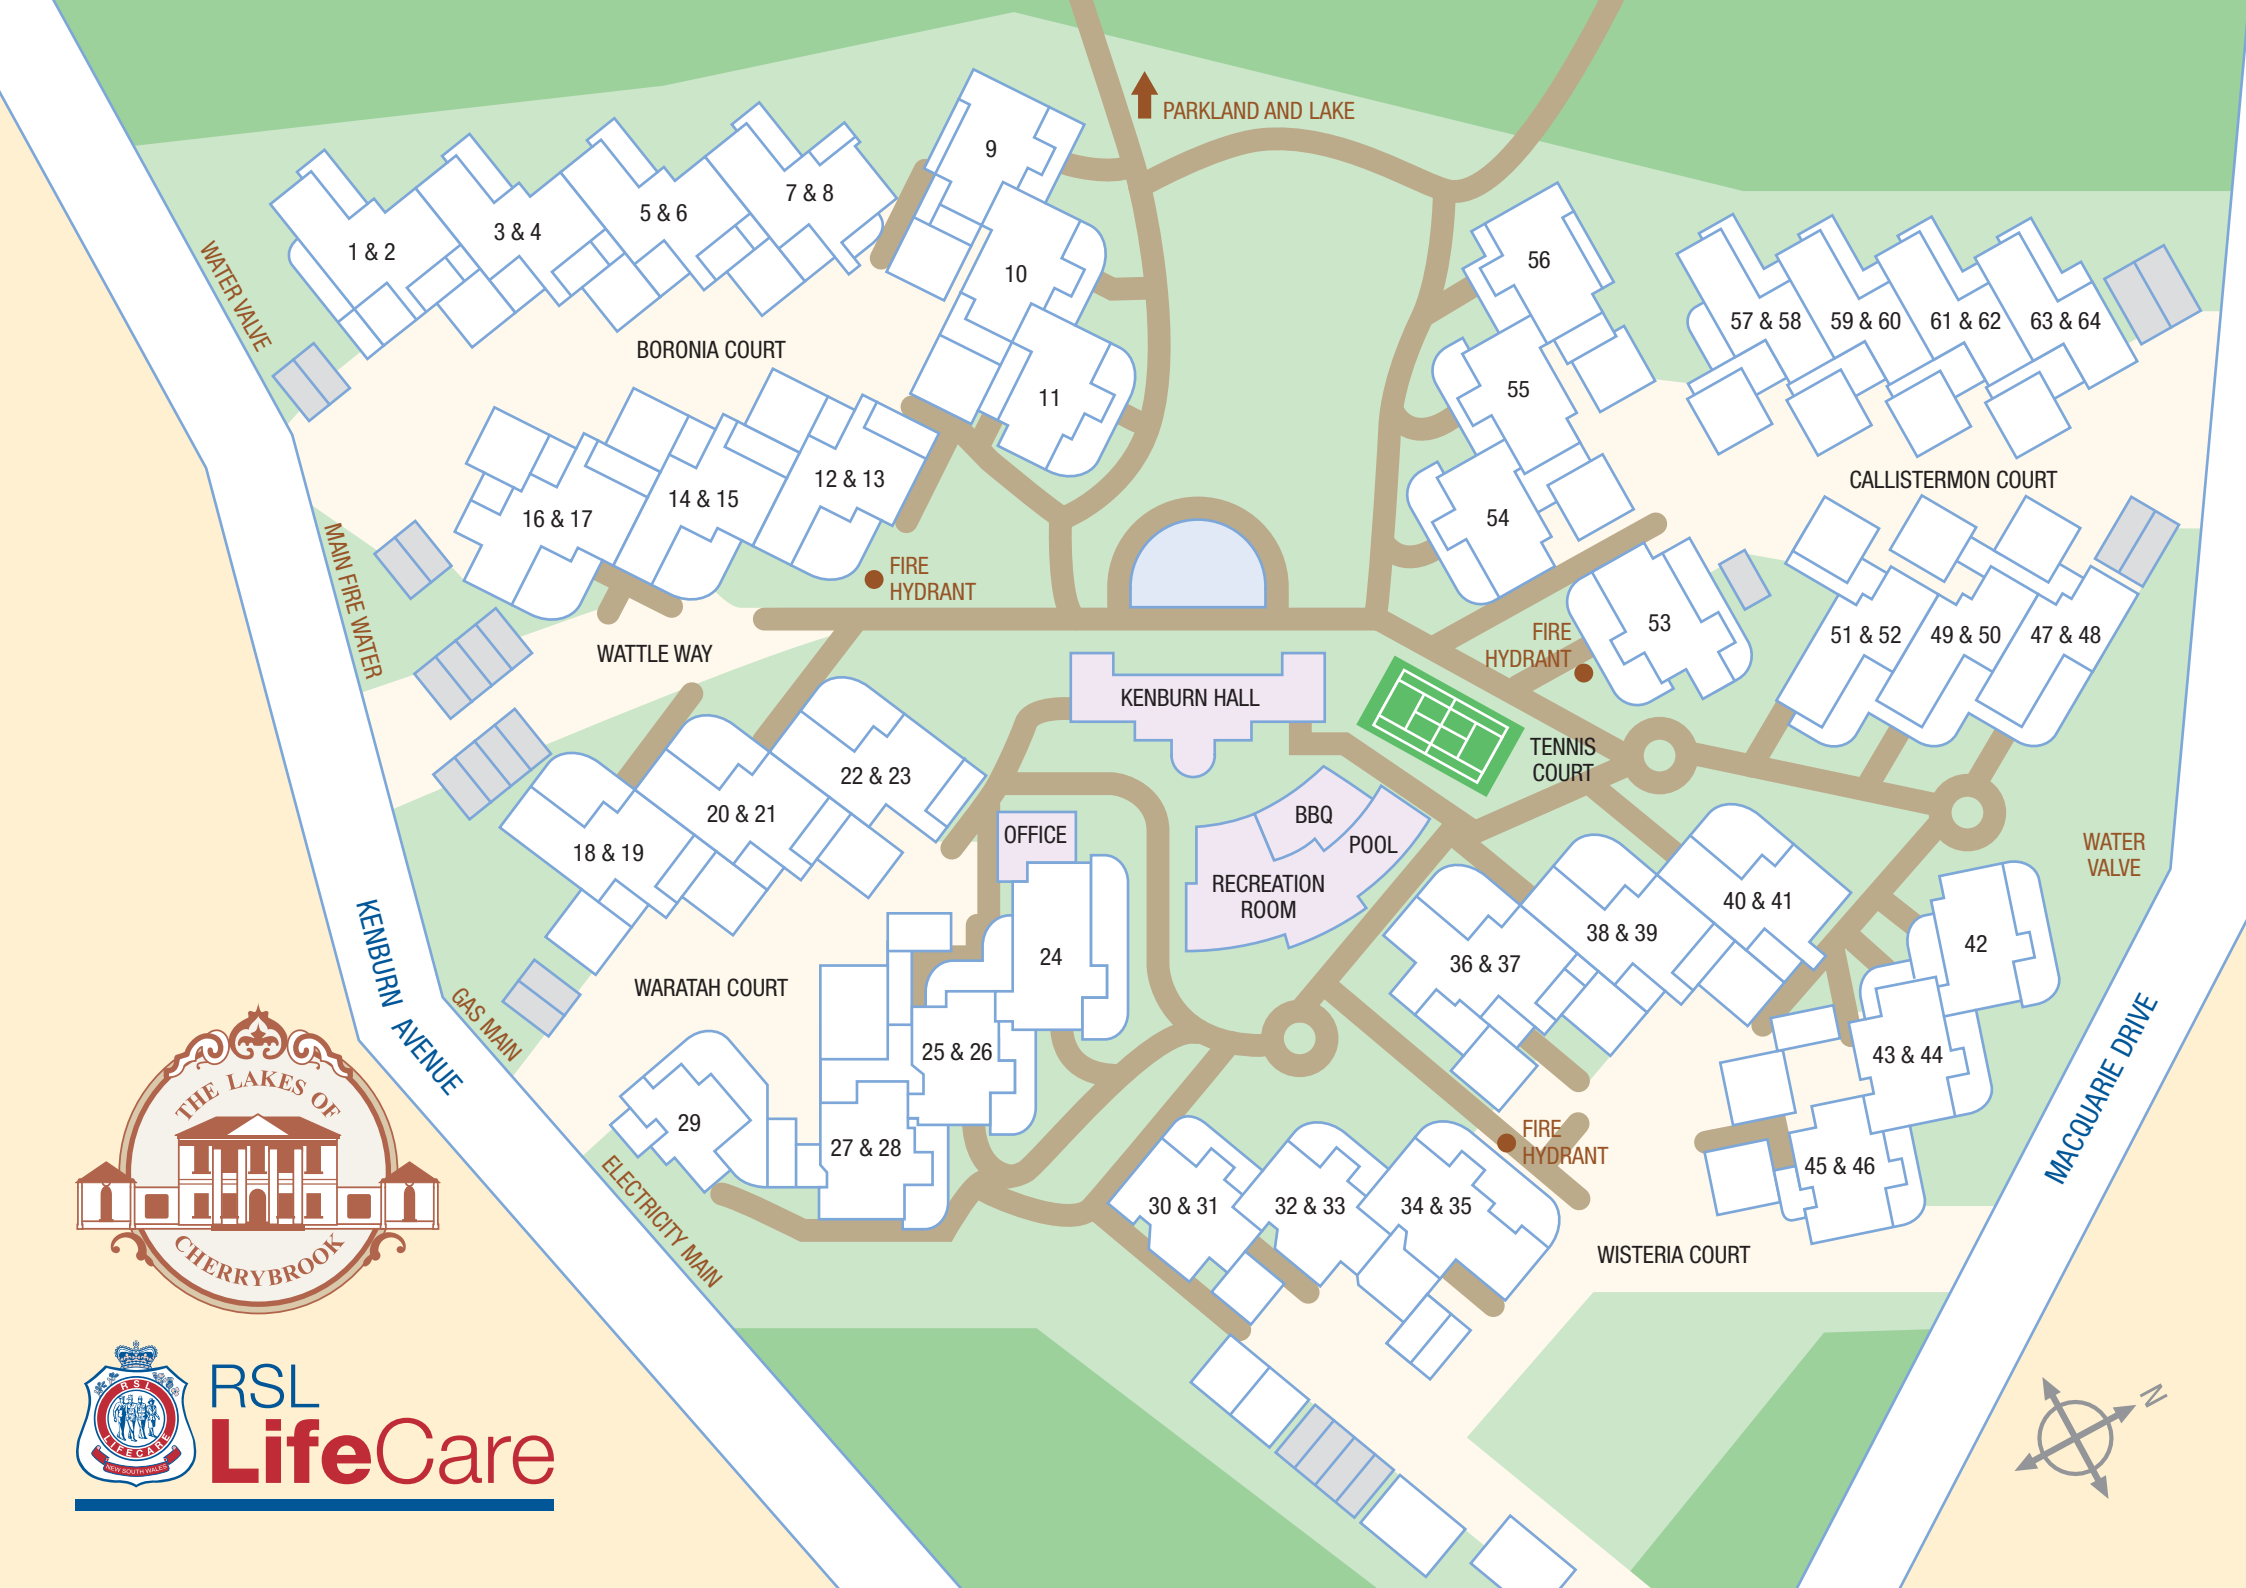 PARKLAND AND LAKE
9
7 & 8
5 & 6
3 & 4
1 & 2
10
56
WATER VALVE
57 & 58
59 & 60
61 & 62
63 & 64
BORONIA COURT
11
55
12 & 13
14 & 15
16 & 17
CALLISTERMON COURT
54
MAIN FIRE WATER
FIRE
HYDRANT
53
FIRE
HYDRANT
51 & 52
49 & 50
47 & 48
WATTLE WAY
KENBURN HALL
TENNIS
COURT
22 & 23
20 & 21
18 & 19
OFFICE
BBQ
POOL
RECREATION
ROOM
WATER
VALVE
40 & 41
38 & 39
36 & 37
42
24
KENBURN AVENUE
GAS MAIN
WARATAH COURT
25 & 26
43 & 44
MACQUARIE DRIVE
29
27 & 28
FIRE
HYDRANT
45 & 46
ELECTRICITY MAIN
30 & 31
32 & 33
34 & 35
WISTERIA COURT
THE LAKES OF
CHERRYBROOK
RSL
LIFECARE
NEW SOUTH WALES
RSL
LifeCare
N